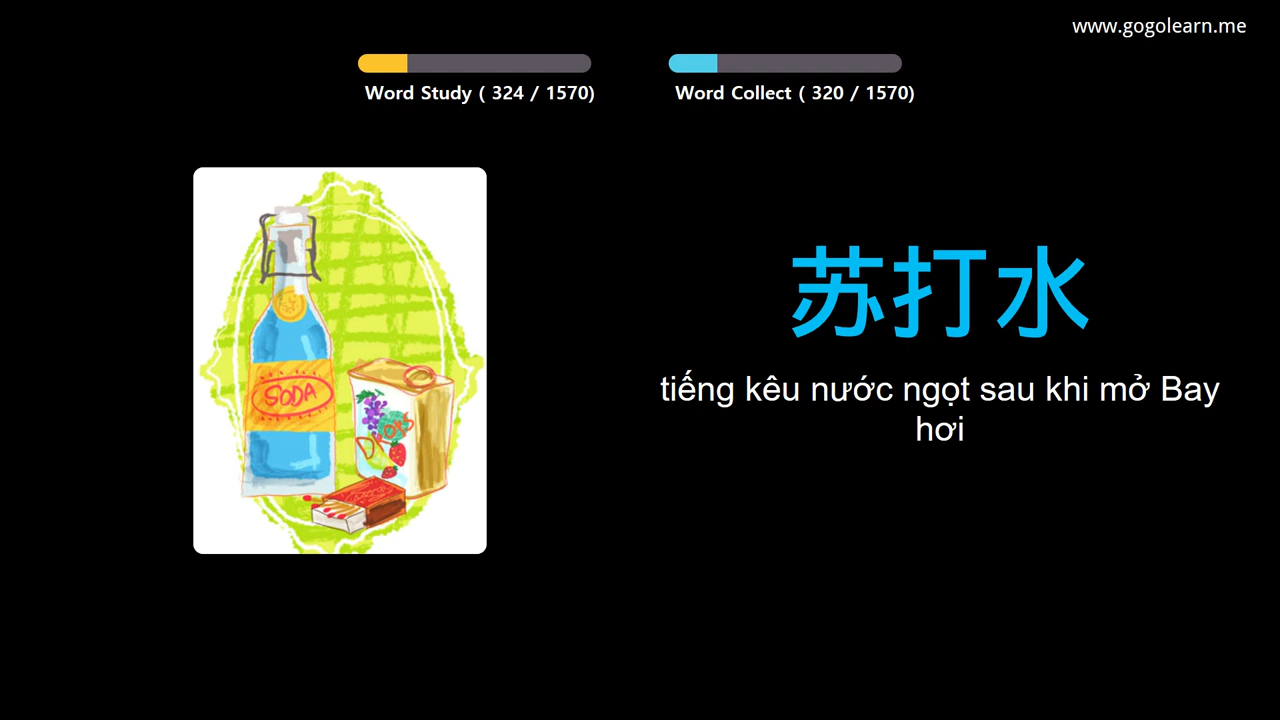 www.gogolearn.me
Word Study ( 324 / 1570)
Word Collect ( 320 / 1570)
SODA
DROPS
苏打水
tiếng kêu nước ngọt sau khi mở Bay
hơi